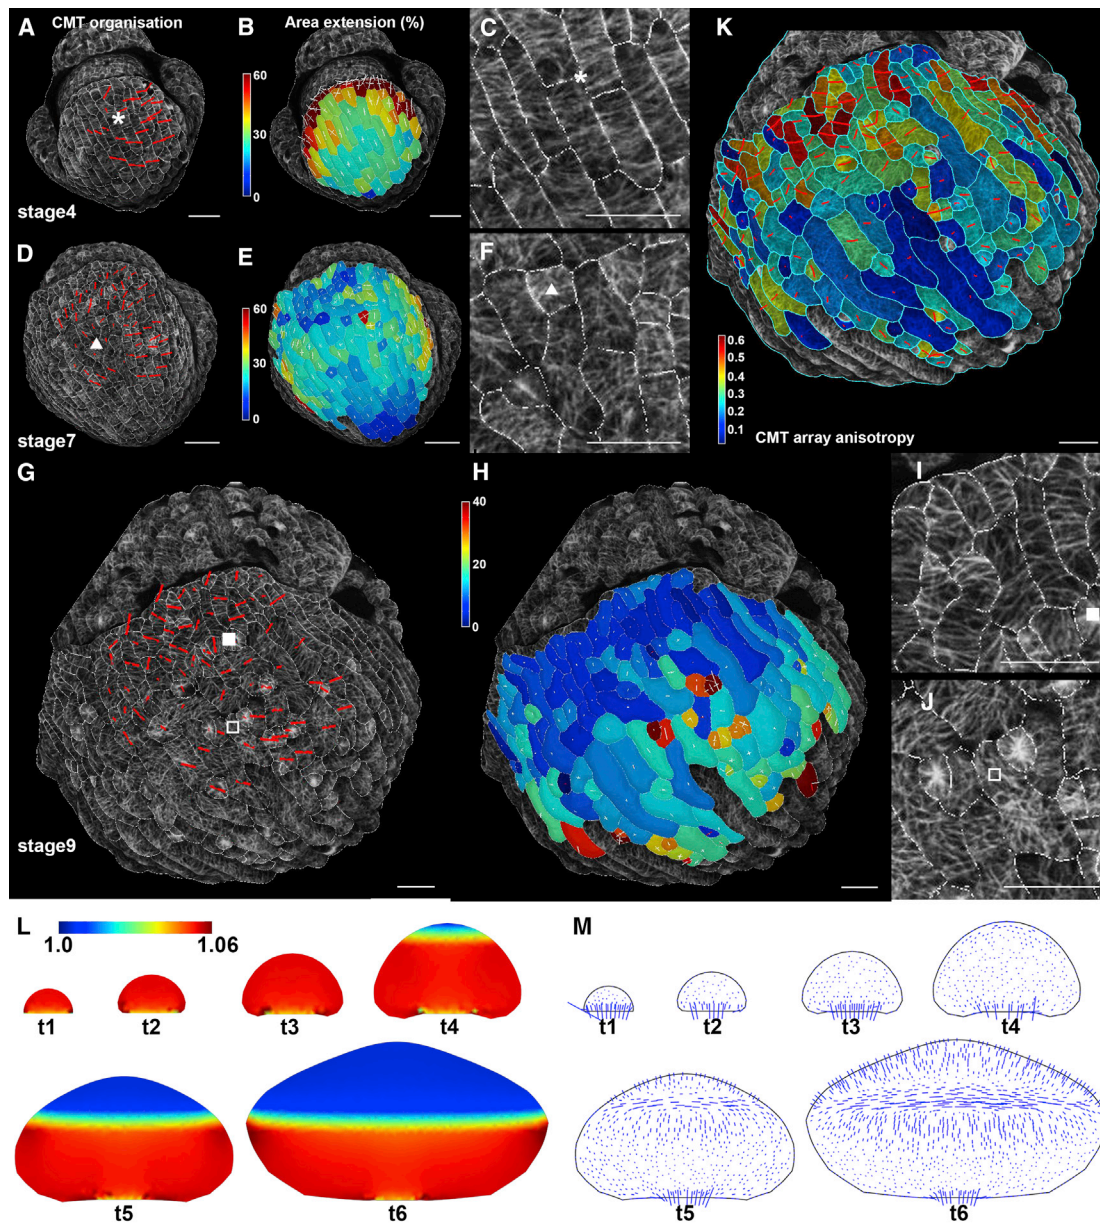 A CMT organisation
B Area extension (%)
C
K
60
30
0
stage4
D
E
F
60
30
0
stage7
0.6
0.5
0.4
0.3
0.2
0.1
CMT array anisotropy
G
H
I
40
20
0
J
stage9
L
1.0
1.06
t1
t2
t3
t4
t5
t6
M
t1
t2
t3
t4
t5
t6